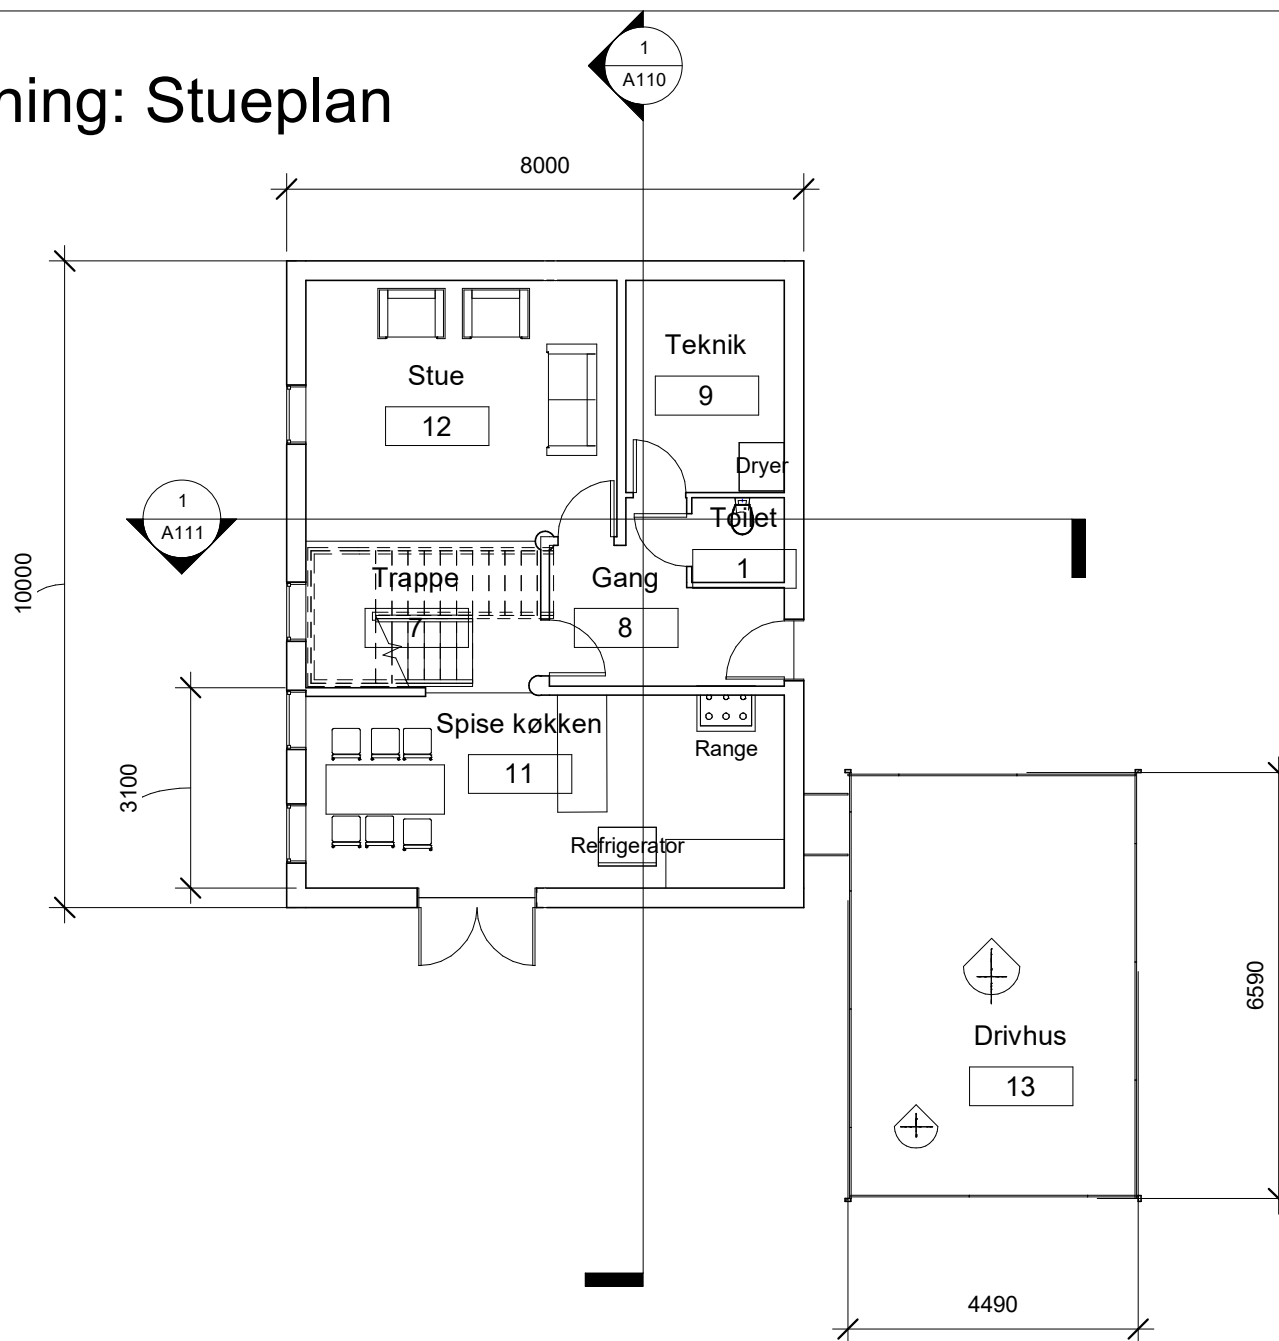 1
A110
ning: Stueplan
8000
Teknik
9
Stue
12
Dryer
1
A111
Toilet
1
Trappe
7
Gang
8
10000
Spise køkken
11
Range
3100
Refrigerator
6590
Drivhus
13
4490